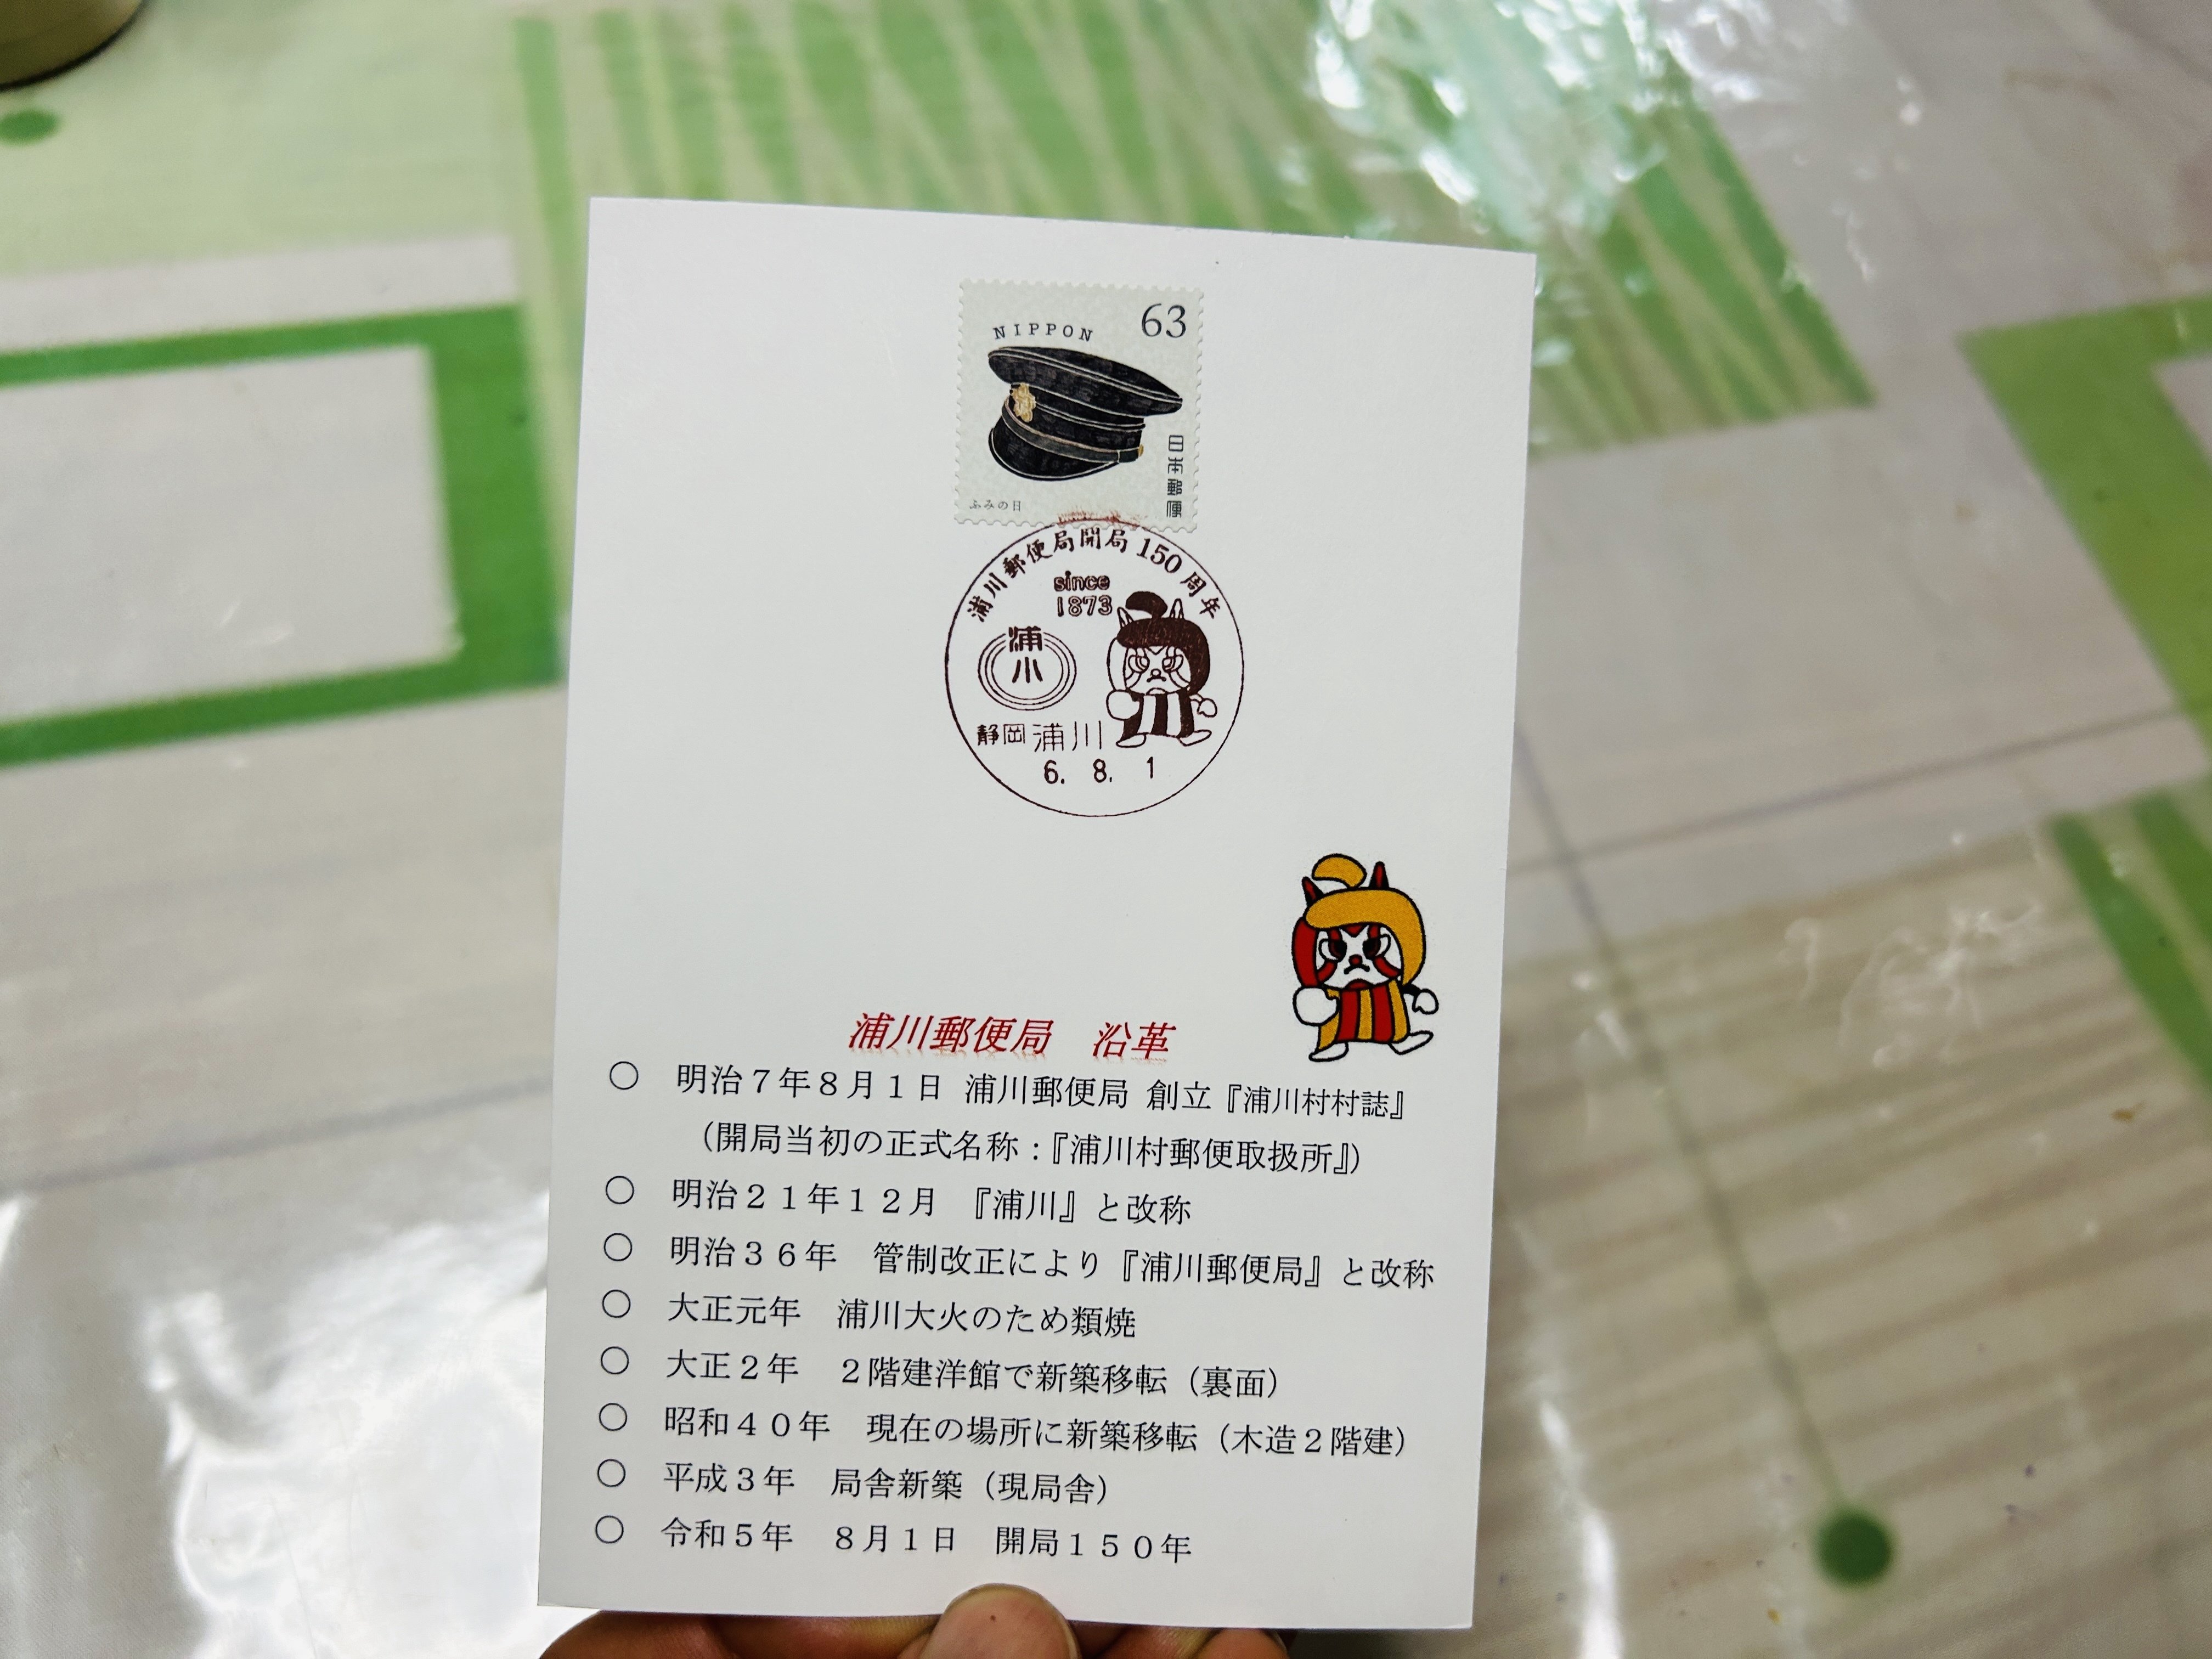 NIPPON
63
日本郵便
ふみの日
浦川郵便局開局150周年
since
1873
浦
小
静岡 浦川
6. 8. 1
浦川郵便局　沿革
○　明治７年８月１日 浦川郵便局 創立『浦川村村誌』
（開局当初の正式名称：『浦川村郵便取扱所』）
○　明治２１年１２月　『浦川』と改称
○　明治３６年　管制改正により『浦川郵便局』と改称
○　大正元年　浦川大火のため類焼
○　大正２年　２階建洋館で新築移転（裏面）
○　昭和４０年　現在の場所に新築移転（木造２階建）
○　平成３年　局舎新築（現局舎）
○　令和５年　８月１日　開局１５０年